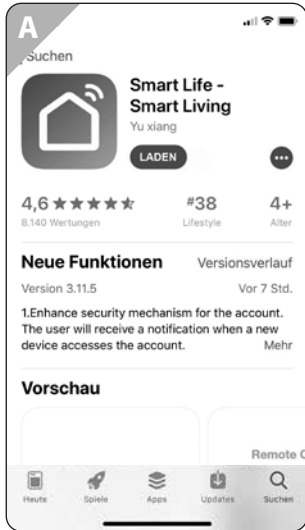 A
Suchen
Smart Life -
Smart Living
Yu xiang
LADEN
4,6
#38
4+
8.140 Wertungen
Lifestyle
Alter
Neue Funktionen
Versionsverlauf
Version 3.11.5
Vor 7 Std.
1.Enhance security mechanism for the account.
The user will receive a notification when a new
device accesses the account.
Mehr
Vorschau
Remote
Heute
Spiele
Apps
Updates
Suchen